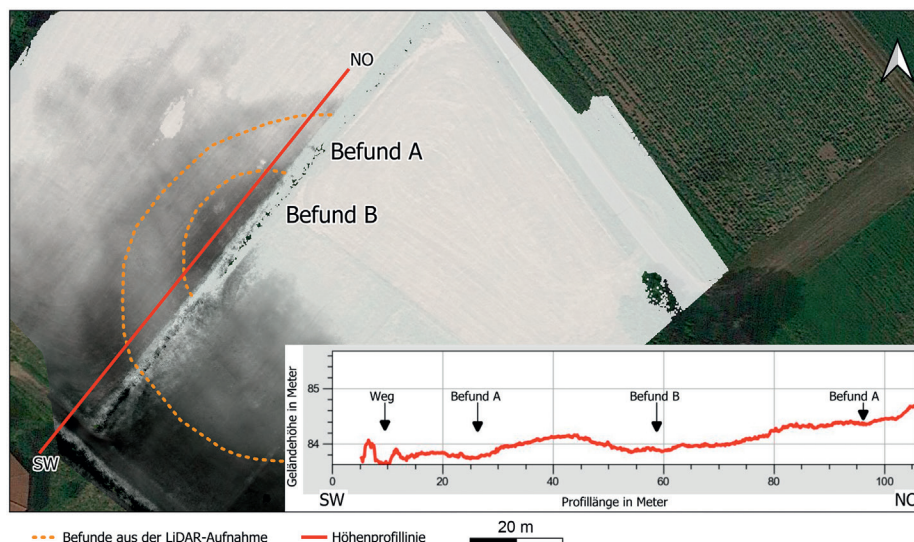 NO
Befund A
Befund B
SW
Geländehöhe in Meter
85
84
Weg
Befund A
Befund B
Befund A
0
20
40
60
80
100
SW
Profillänge in Meter
Befunde aus der LiDAR-Aufnahme
Höhenprofillinie
20 m